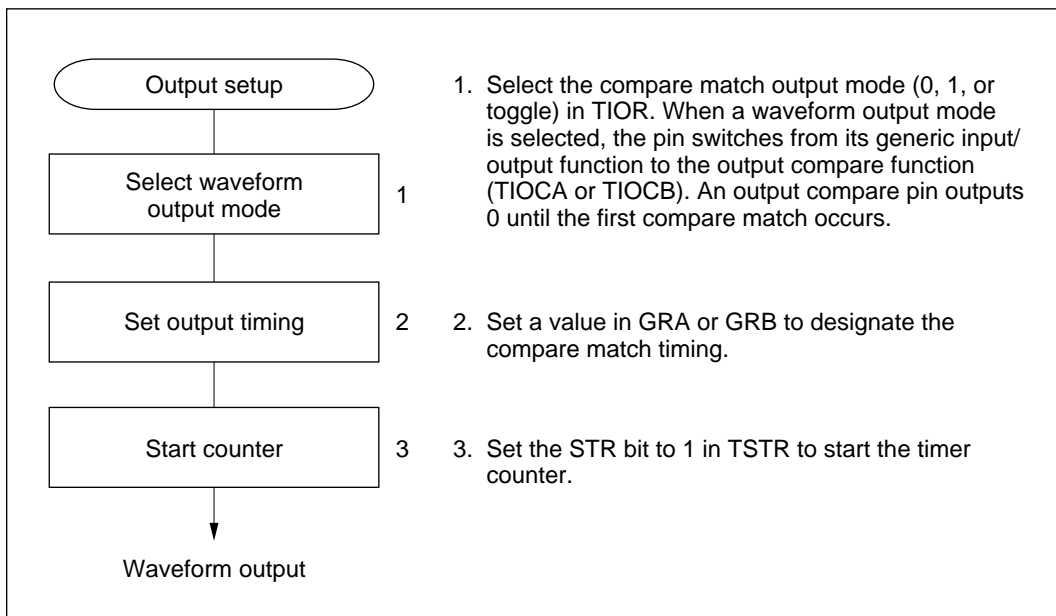 Output setup
Select waveform
output mode
1
Set output timing
2
Start counter
3
Waveform output
1. Select the compare match output mode (0, 1, or
toggle) in TIOR. When a waveform output mode
is selected, the pin switches from its generic input/
output function to the output compare function
(TIOCA or TIOCB). An output compare pin outputs
0 until the first compare match occurs.
2. Set a value in GRA or GRB to designate the
compare match timing.
3. Set the STR bit to 1 in TSTR to start the timer
counter.